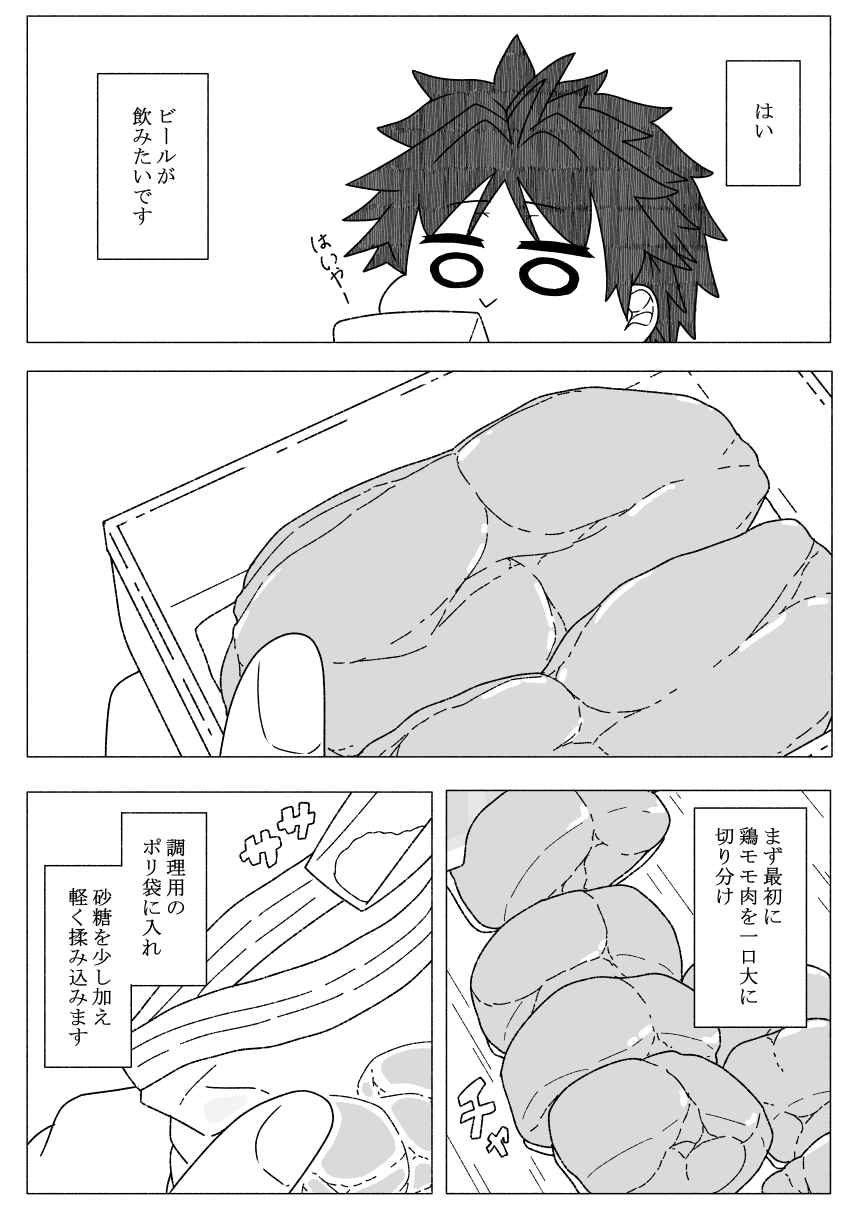 はい
ビールが
飲みたいです
はいやー
まず最初に
鶏モモ肉を一口大に
切り分け
チャ
調理用の
ポリ袋に入れ
砂糖を少し加え
軽く揉み込みます
ササ